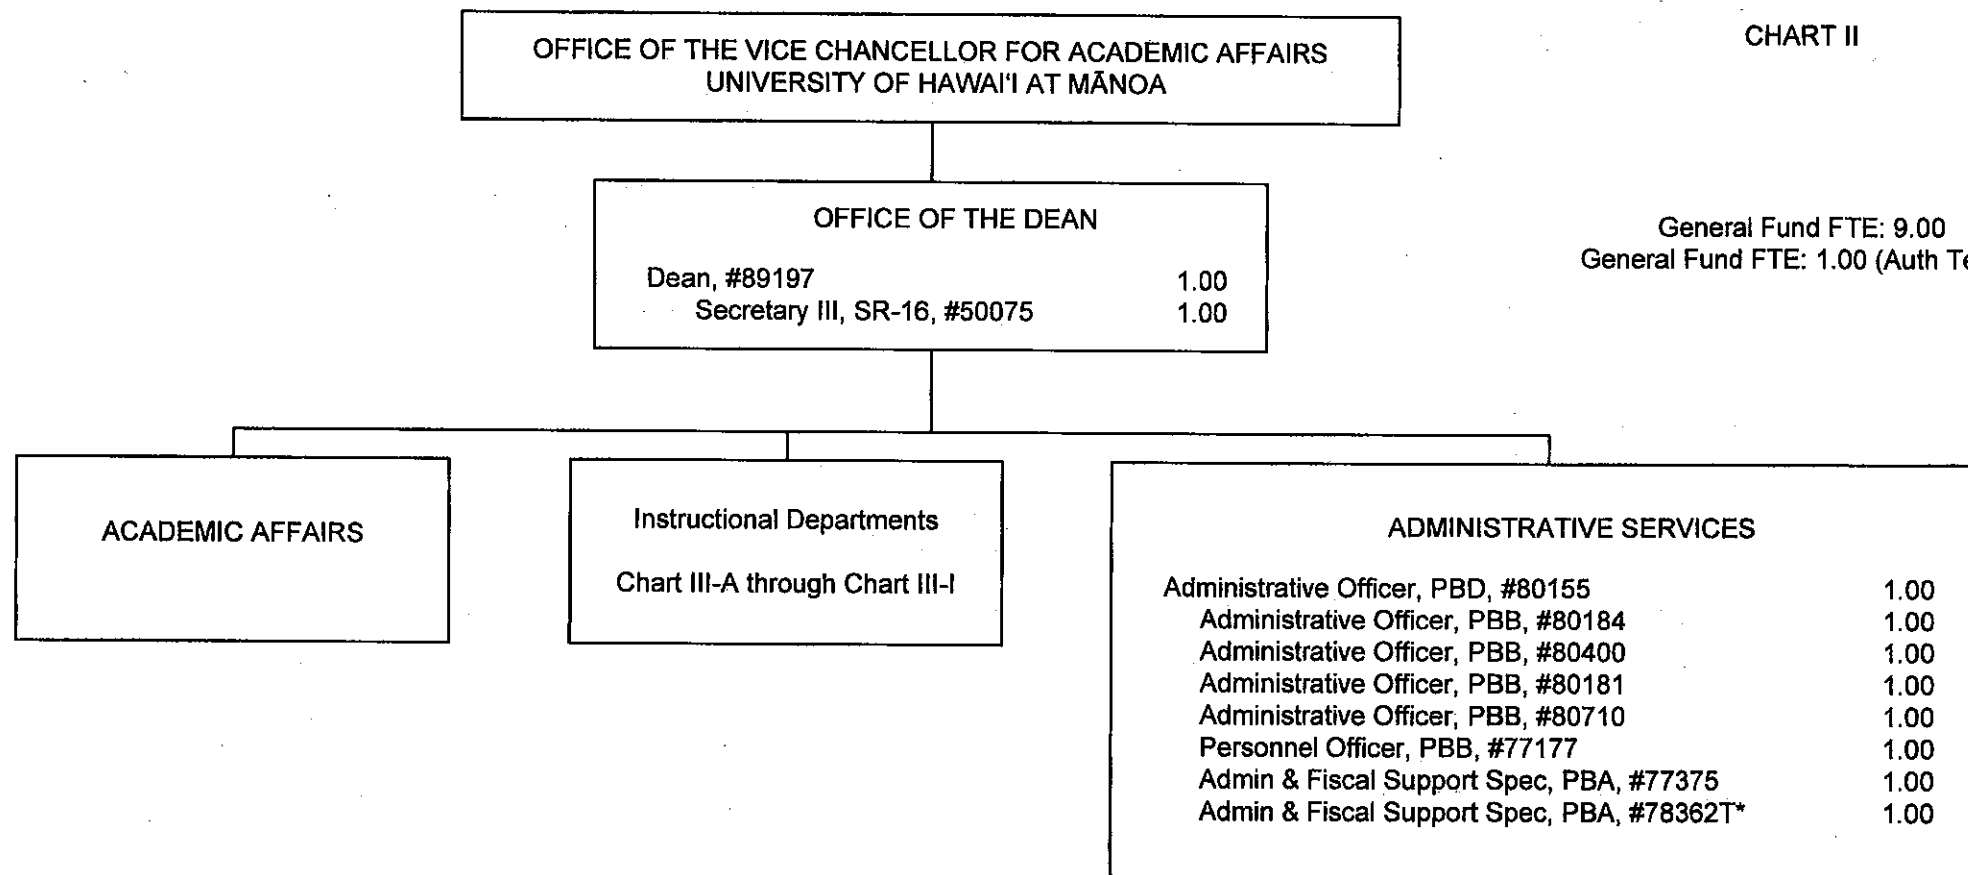 OFFICE OF THE VICE CHANCELLOR FOR ACADEMIC AFFAIRS
UNIVERSITY OF HAWAI'I AT MĀNOA
CHART II
OFFICE OF THE DEAN
Dean, #89197 1.00
Secretary III, SR-16, #50075 1.00
General Fund FTE: 9.00
General Fund FTE: 1.00 (Auth Te
ACADEMIC AFFAIRS
Instructional Departments
Chart III-A through Chart III-I
ADMINISTRATIVE SERVICES
Administrative Officer, PBD, #80155 1.00
Administrative Officer, PBB, #80184 1.00
Administrative Officer, PBB, #80400 1.00
Administrative Officer, PBB, #80181 1.00
Administrative Officer, PBB, #80710 1.00
Personnel Officer, PBB, #77177 1.00
Admin & Fiscal Support Spec, PBA, #77375 1.00
Admin & Fiscal Support Spec, PBA, #78362T* 1.00